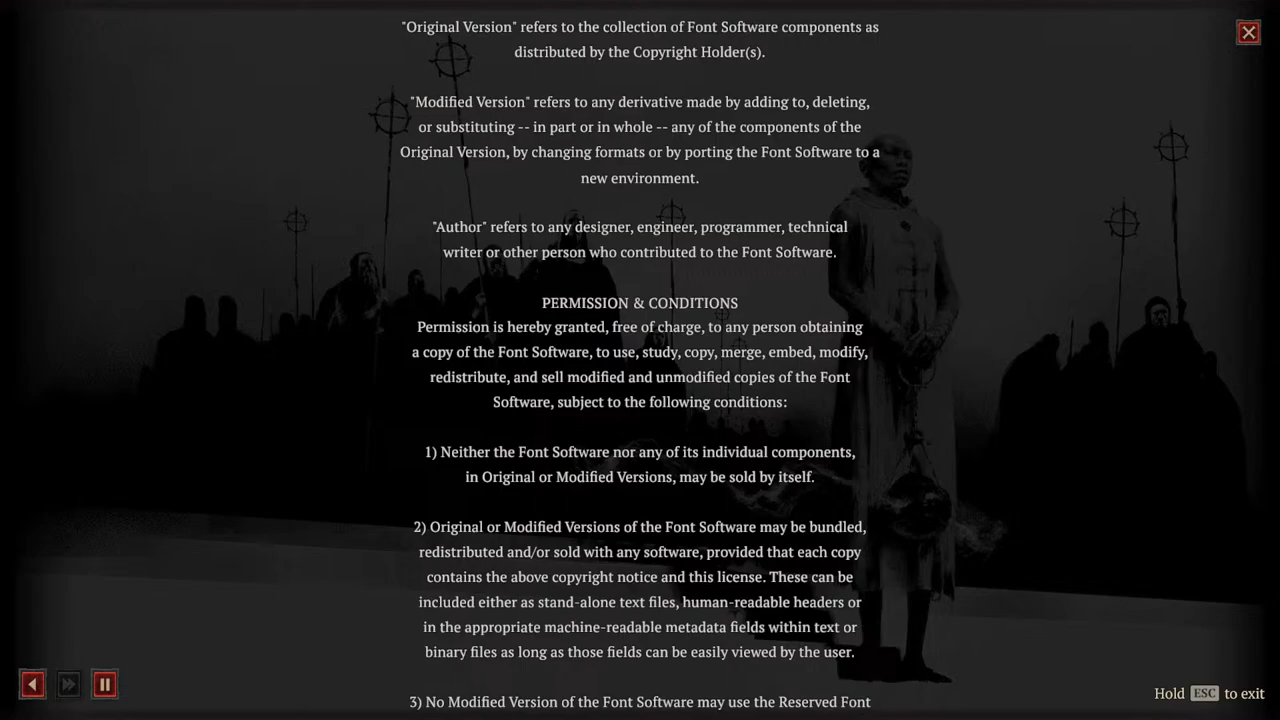 "Original Version" refers to the collection of Font Software components as
distributed by the Copyright Holder(s).
"Modified Version" refers to any derivative made by adding to, deleting,
or substituting -- in part or in whole -- any of the components of the
Original Version, by changing formats or by porting the Font Software to a
new environment.
"Author" refers to any designer, engineer, programmer, technical
writer or other person who contributed to the Font Software.
PERMISSION & CONDITIONS
Permission is hereby granted, free of charge, to any person obtaining
a copy of the Font Software, to use, study, copy, merge, embed, modify,
redistribute, and sell modified and unmodified copies of the Font
Software, subject to the following conditions:
1) Neither the Font Software nor any of its individual components,
in Original or Modified Versions, may be sold by itself.
2) Original or Modified Versions of the Font Software may be bundled,
redistributed and/or sold with any software, provided that each copy
contains the above copyright notice and this license. These can be
included either as stand-alone text files, human-readable headers or
in the appropriate machine-readable metadata fields within text or
binary files as long as those fields can be easily viewed by the user.
3) No Modified Version of the Font Software may use the Reserved Font
Hold ESC to exit